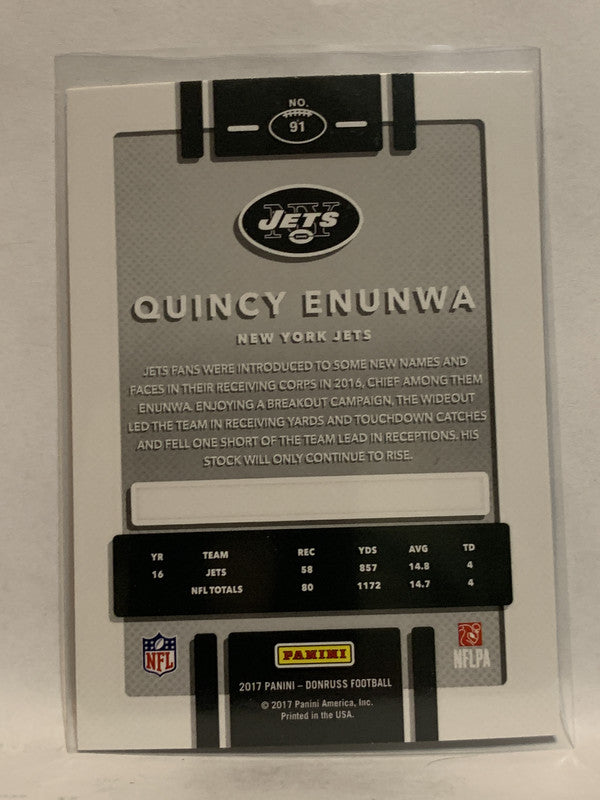 NO.
91
NY
JETS
QUINCY ENUNWA
NEW YORK JETS
JETS FANS WERE INTRODUCED TO SOME NEW NAMES AND
FACES IN THEIR RECEIVING CORPS IN 2016, CHIEF AMONG THEM
ENUNWA. ENJOYING A BREAKOUT CAMPAIGN, THE WIDEOUT
LED THE TEAM IN RECEIVING YARDS AND TOUCHDOWN CATCHES
AND FELL ONE SHORT OF THE TEAM LEAD IN RECEPTIONS. HIS
STOCK WILL ONLY CONTINUE TO RISE.
YR TEAM REC YDS AVG TD
16 JETS 58 857 14.8 4
NFL TOTALS 80 1172 14.7 4
NFL
PANINI
NFLPA
2017 PANINI – DONRUSS FOOTBALL
© 2017 Panini America, Inc.
Printed in the USA.